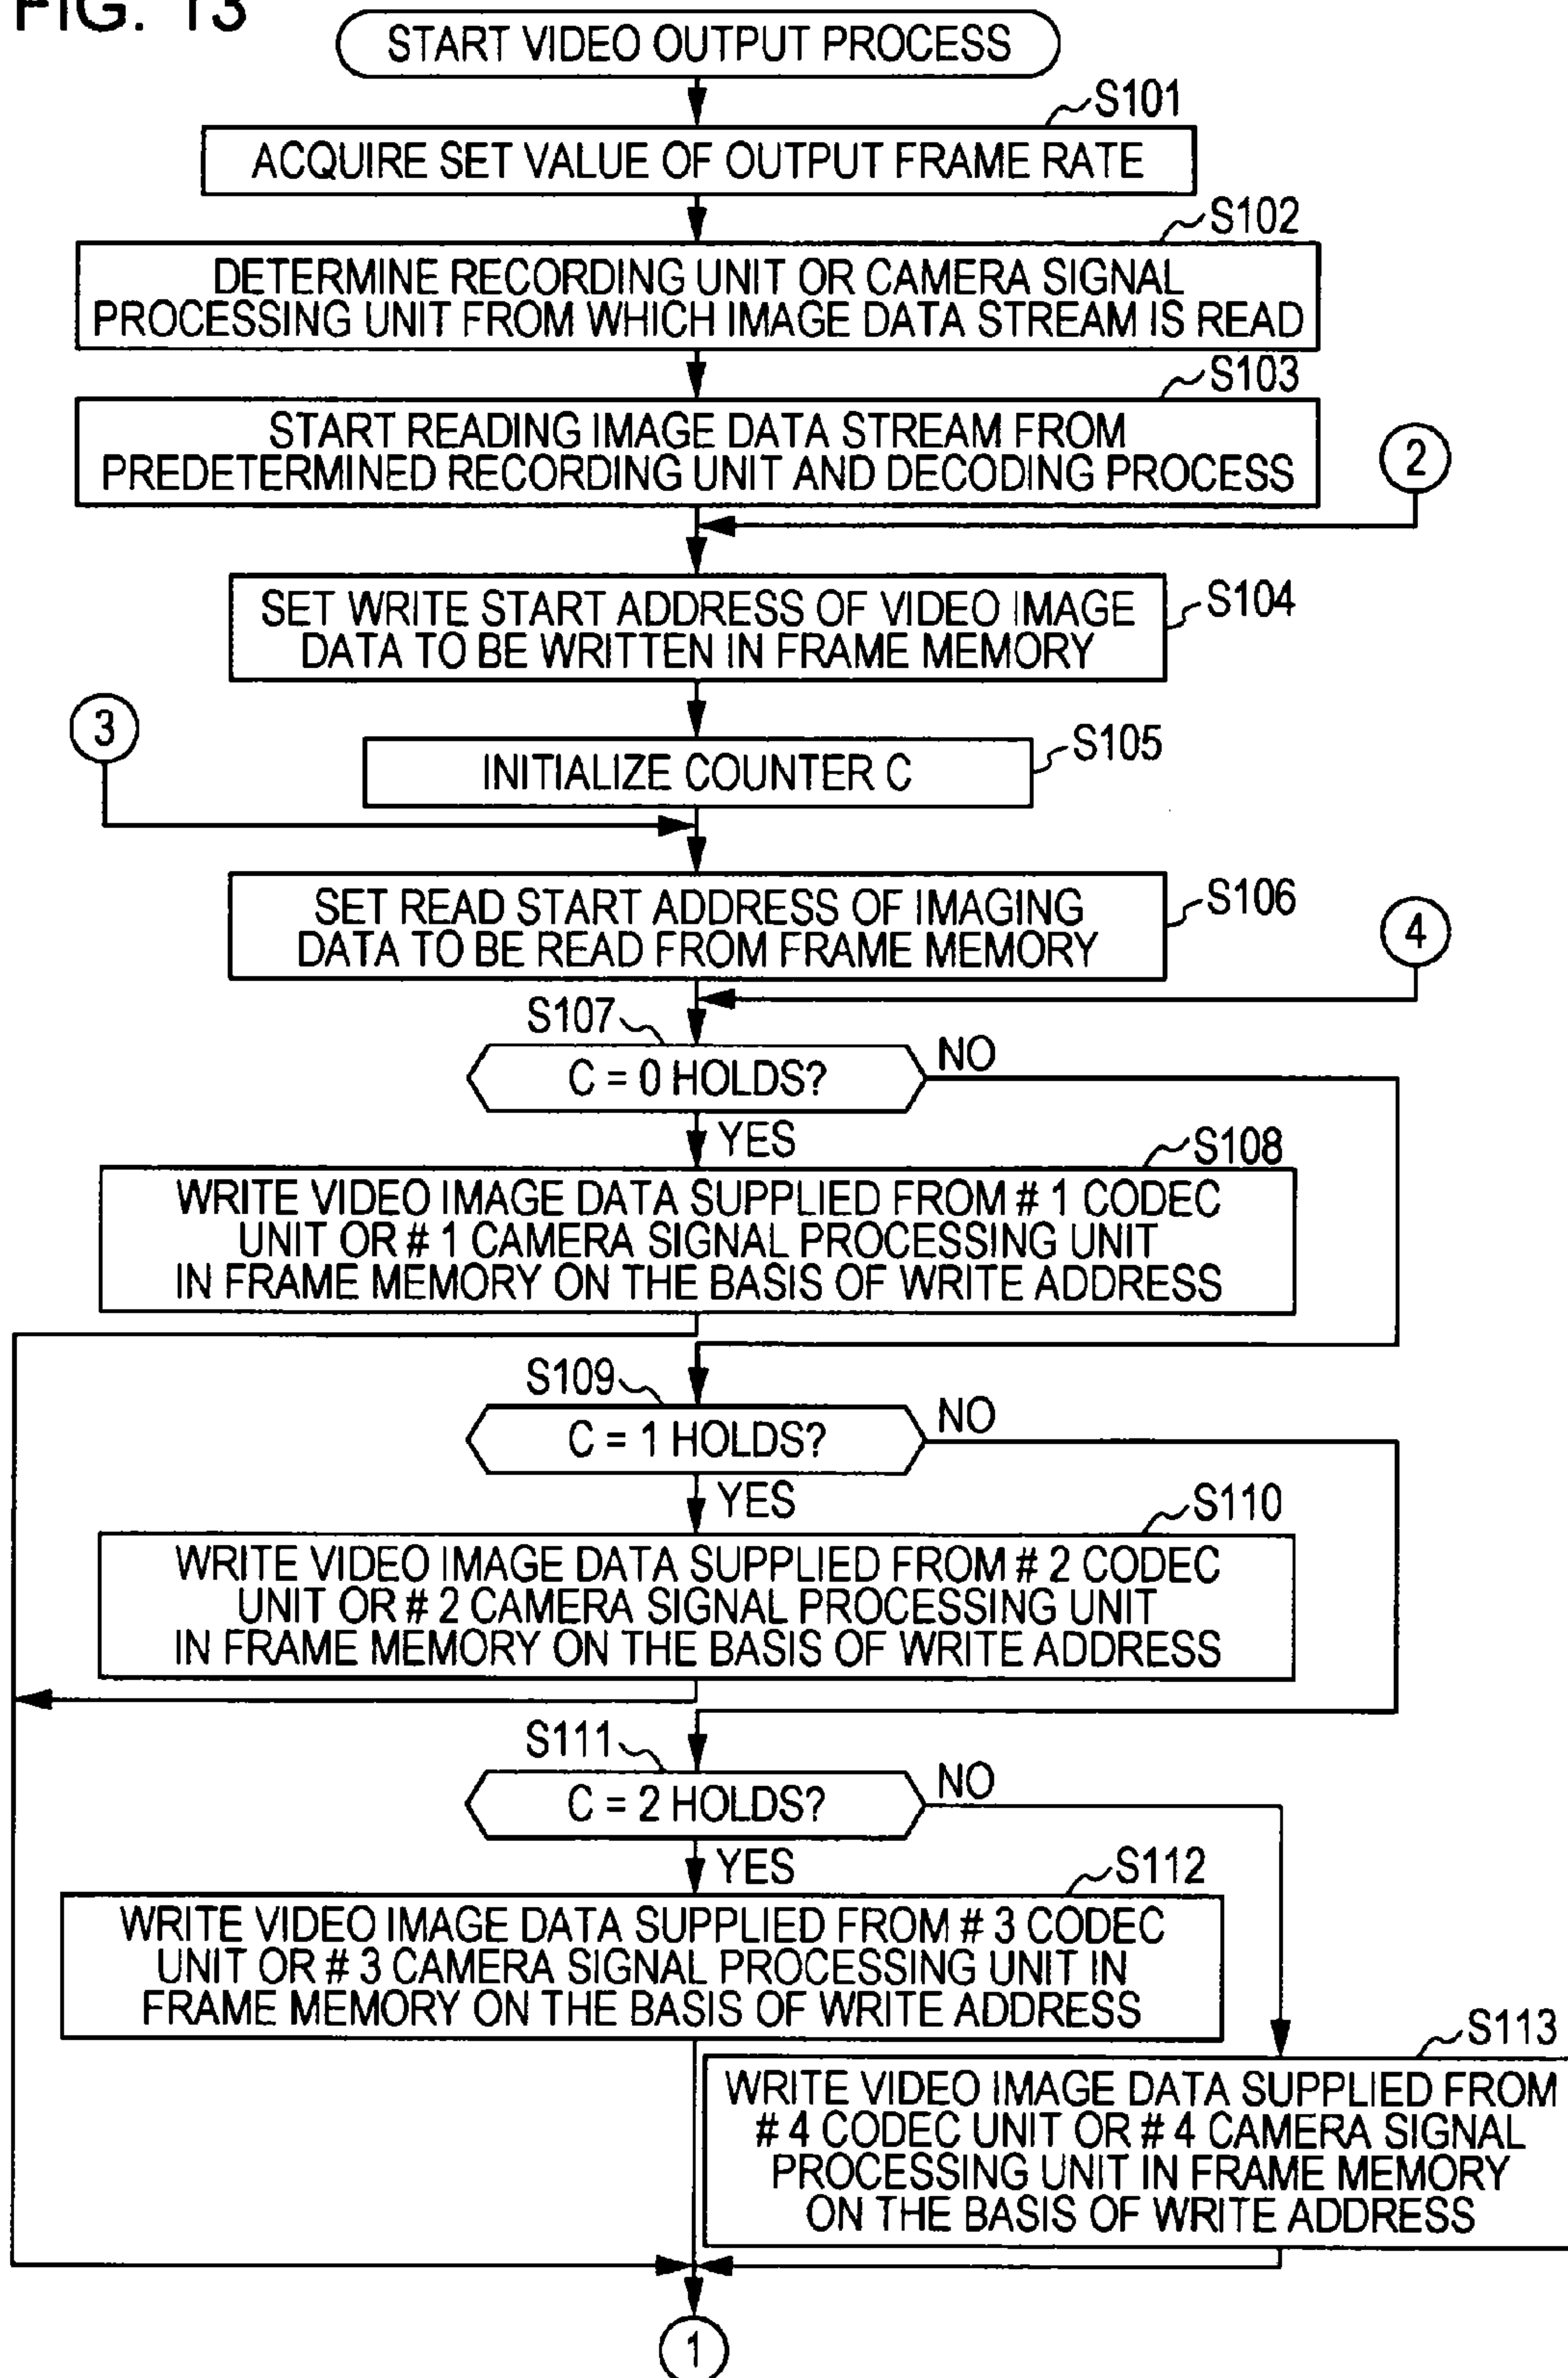 FIG. 13
START VIDEO OUTPUT PROCESS
S101
ACQUIRE SET VALUE OF OUTPUT FRAME RATE
S102
DETERMINE RECORDING UNIT OR CAMERA SIGNAL
PROCESSING UNIT FROM WHICH IMAGE DATA STREAM IS READ
S103
START READING IMAGE DATA STREAM FROM
PREDETERMINED RECORDING UNIT AND DECODING PROCESS
2
SET WRITE START ADDRESS OF VIDEO IMAGE
DATA TO BE WRITTEN IN FRAME MEMORY
S104
3
INITIALIZE COUNTER C
S105
SET READ START ADDRESS OF IMAGING
DATA TO BE READ FROM FRAME MEMORY
S106
4
S107
C = 0 HOLDS?
NO
YES
S108
WRITE VIDEO IMAGE DATA SUPPLIED FROM # 1 CODEC
UNIT OR # 1 CAMERA SIGNAL PROCESSING UNIT
IN FRAME MEMORY ON THE BASIS OF WRITE ADDRESS
S109
C = 1 HOLDS?
NO
YES
S110
WRITE VIDEO IMAGE DATA SUPPLIED FROM # 2 CODEC
UNIT OR # 2 CAMERA SIGNAL PROCESSING UNIT
IN FRAME MEMORY ON THE BASIS OF WRITE ADDRESS
S111
C = 2 HOLDS?
NO
YES
S112
WRITE VIDEO IMAGE DATA SUPPLIED FROM # 3 CODEC
UNIT OR # 3 CAMERA SIGNAL PROCESSING UNIT IN
FRAME MEMORY ON THE BASIS OF WRITE ADDRESS
S113
WRITE VIDEO IMAGE DATA SUPPLIED FROM
# 4 CODEC UNIT OR # 4 CAMERA SIGNAL
PROCESSING UNIT IN FRAME MEMORY
ON THE BASIS OF WRITE ADDRESS
1